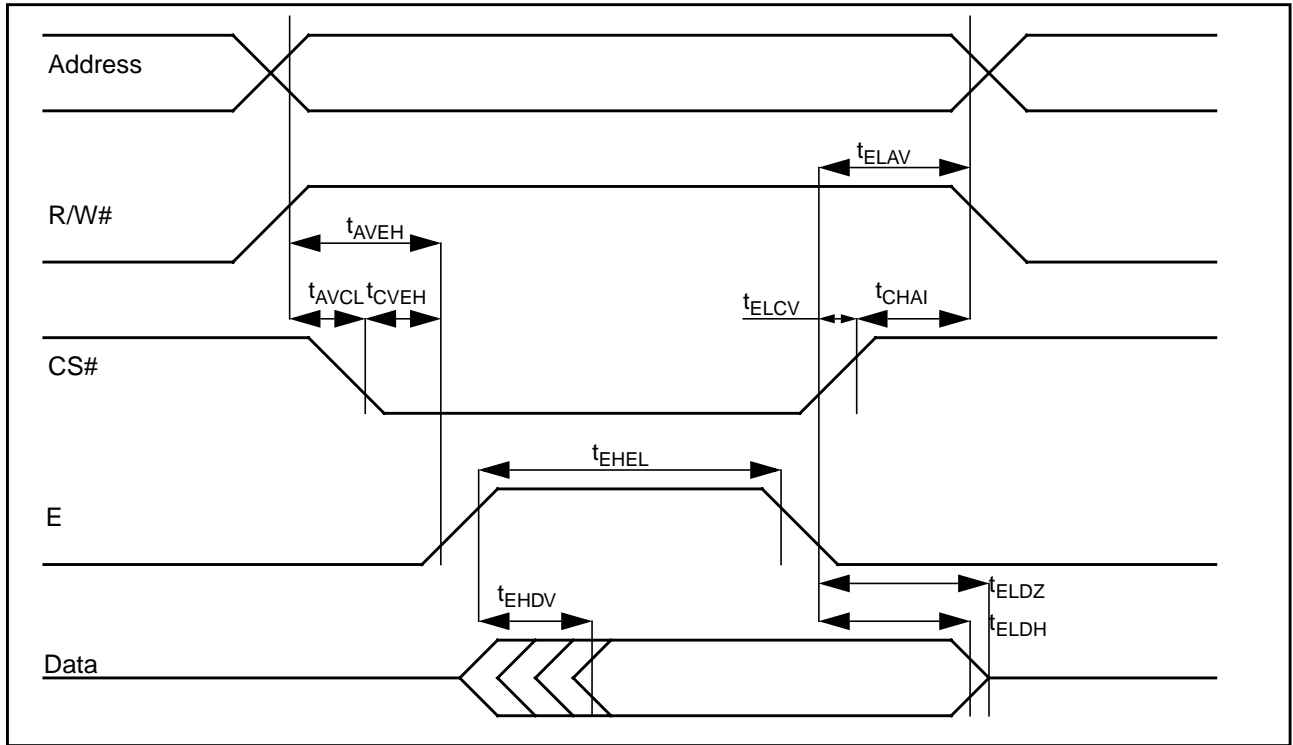 Address
tELAV
R/W#
tAVEH
tAVCL tCVEH
tELCV
tCHAI
CS#
tEHEL
E
tELDZ
tEHDV
tELDH
Data